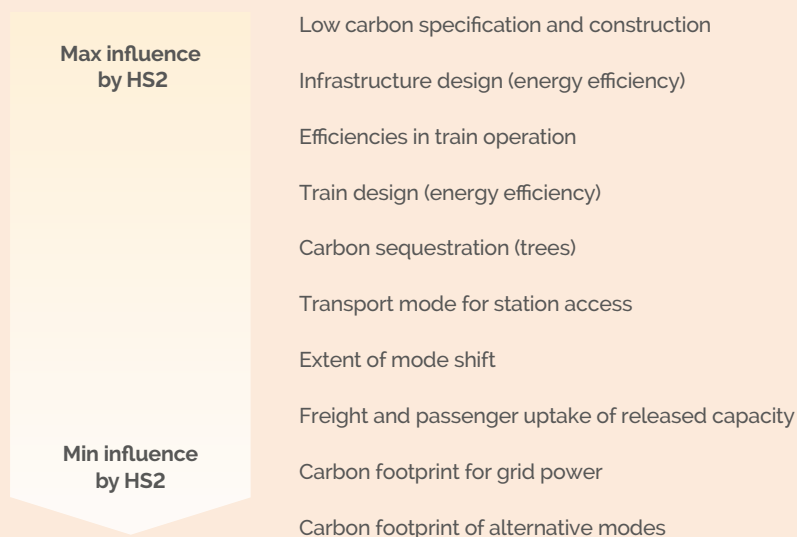 Max influence
by HS2
Low carbon specification and construction
Infrastructure design (energy efficiency)
Efficiencies in train operation
Train design (energy efficiency)
Carbon sequestration (trees)
Transport mode for station access
Extent of mode shift
Freight and passenger uptake of released capacity
Min influence
by HS2
Carbon footprint for grid power
Carbon footprint of alternative modes